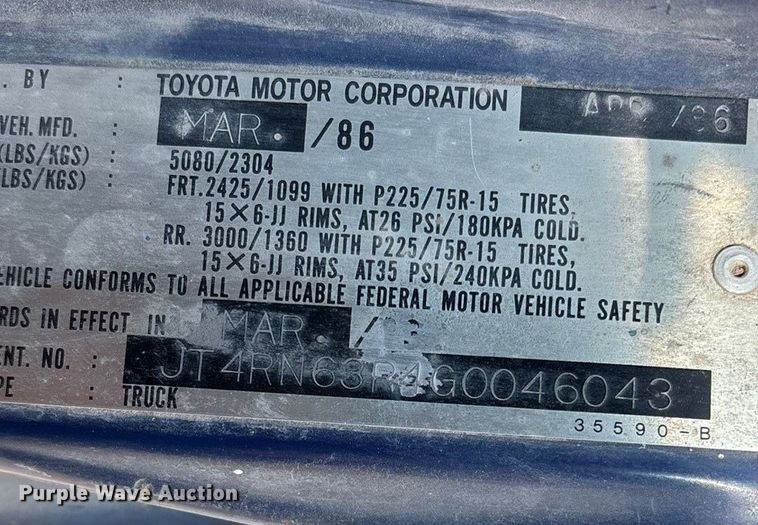 . BY : TOYOTA MOTOR CORPORATION APR /86
VEH. MFD. : MAR. /86
(LBS/KGS) : 5080/2304
(LBS/KGS) : FRT. 2425/1099 WITH P225/75R-15 TIRES,
15×6-JJ RIMS, AT26 PSI/180KPA COLD.
RR. 3000/1360 WITH P225/75R-15 TIRES,
15×6-JJ RIMS, AT35 PSI/240KPA COLD.
EHICLE CONFORMS TO ALL APPLICABLE FEDERAL MOTOR VEHICLE SAFETY
RDS IN EFFECT IN MAR.
ENT. NO. :
PE : TRUCK
35590-B
Purple Wave Auction